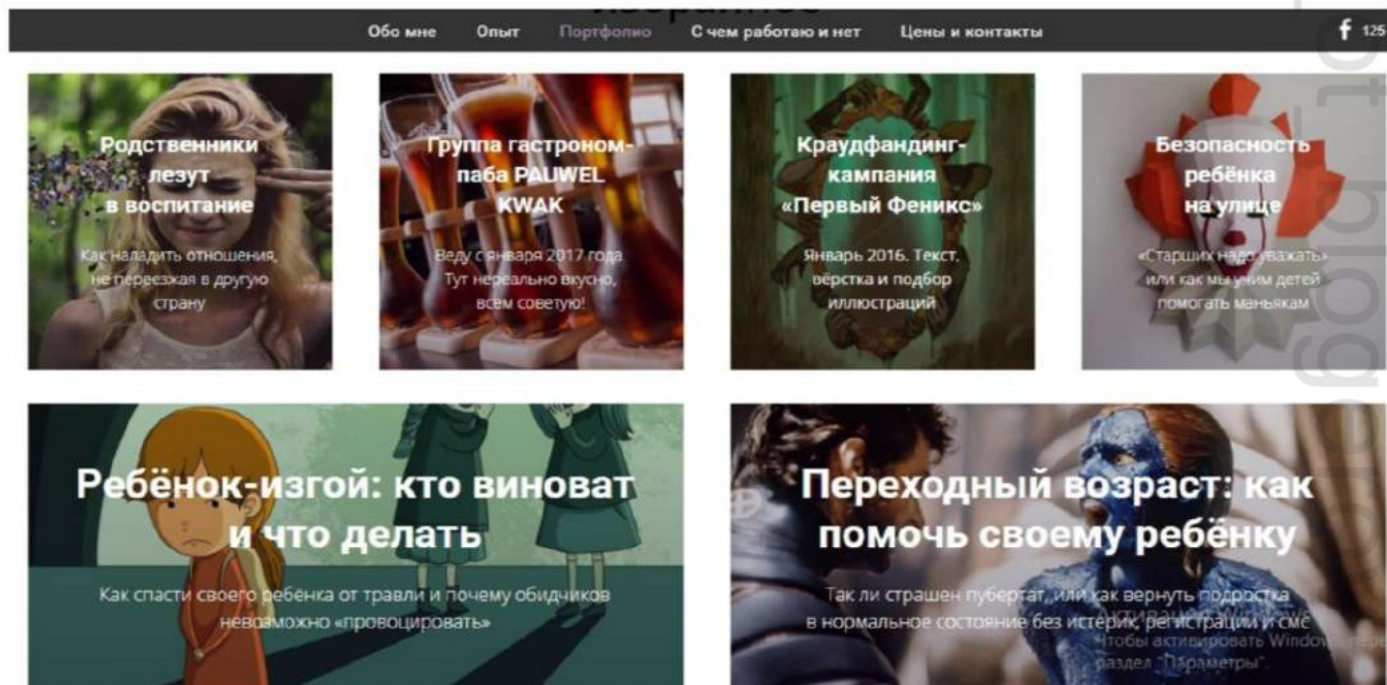 Избранное
Обо мне Опыт Портфолио С чем работаю и нет Цены и контакты f 125
Родственники
лезут
в воспитание
Как наладить отношения,
не переезжая в другую
страну
Группа гастроном-
паба PAUWEL
KWAK
Веду с января 2017 года.
Тут нереально вкусно,
всем советую!
Краудфандинг-
кампания
«Первый Феникс»
Январь 2016. Текст,
вёрстка и подбор
иллюстраций
Безопасность
ребёнка
на улице
«Старших надо уважать»
или как мы учим детей
помогать маньякам
Ребёнок-изгой: кто виноват
и что делать
Как спасти своего ребёнка от травли и почему обидчиков
невозможно «провоцировать»
Переходный возраст: как
помочь своему ребёнку
Так ли страшен пубертат, или как вернуть подростка
в нормальное состояние без истерик, регистрации и смс
Активация Windows
Чтобы активировать Windows, пере
раздел "Параметры".